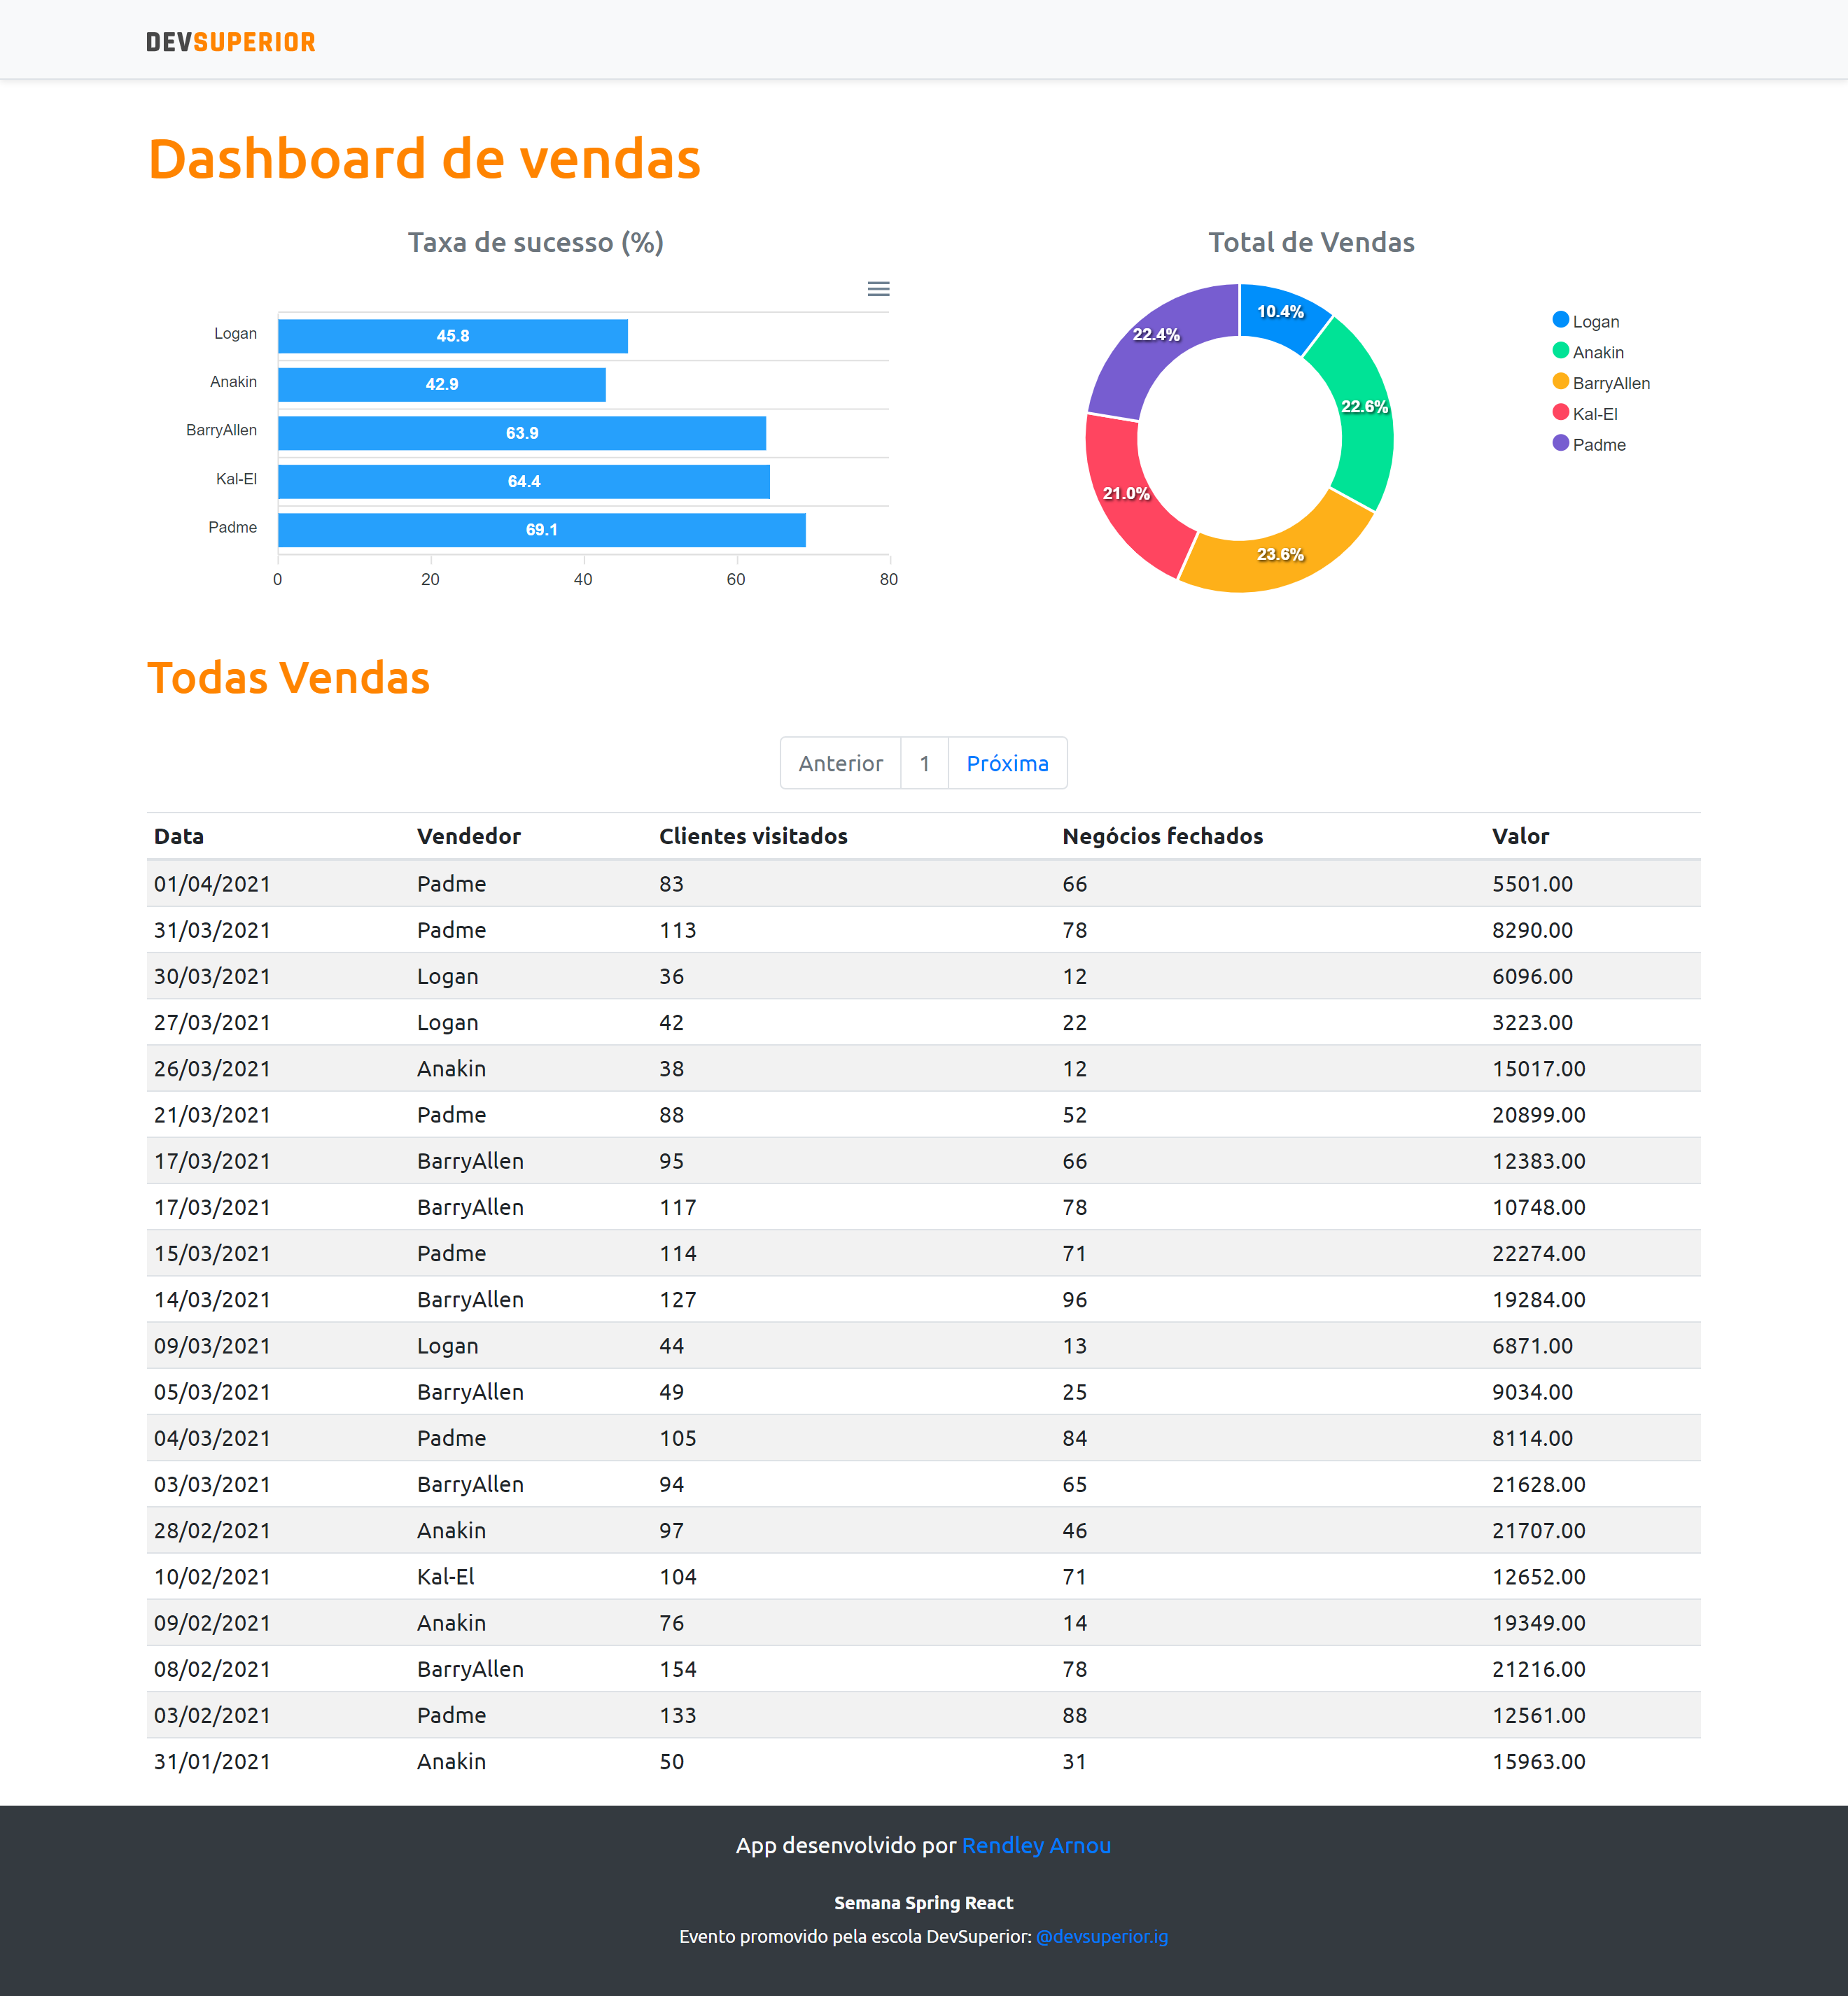 DEVSUPERIOR
Dashboard de vendas
Taxa de sucesso (%)
Logan 45.8
Anakin 42.9
BarryAllen 63.9
Kal-El 64.4
Padme 69.1
0 20 40 60 80
Total de Vendas
10.4%
22.6%
23.6%
21.0%
22.4%
Logan
Anakin
BarryAllen
Kal-El
Padme
Todas Vendas
Anterior 1 Próxima
Data Vendedor Clientes visitados Negócios fechados Valor
01/04/2021 Padme 83 66 5501.00
31/03/2021 Padme 113 78 8290.00
30/03/2021 Logan 36 12 6096.00
27/03/2021 Logan 42 22 3223.00
26/03/2021 Anakin 38 12 15017.00
21/03/2021 Padme 88 52 20899.00
17/03/2021 BarryAllen 95 66 12383.00
17/03/2021 BarryAllen 117 78 10748.00
15/03/2021 Padme 114 71 22274.00
14/03/2021 BarryAllen 127 96 19284.00
09/03/2021 Logan 44 13 6871.00
05/03/2021 BarryAllen 49 25 9034.00
04/03/2021 Padme 105 84 8114.00
03/03/2021 BarryAllen 94 65 21628.00
28/02/2021 Anakin 97 46 21707.00
10/02/2021 Kal-El 104 71 12652.00
09/02/2021 Anakin 76 14 19349.00
08/02/2021 BarryAllen 154 78 21216.00
03/02/2021 Padme 133 88 12561.00
31/01/2021 Anakin 50 31 15963.00
App desenvolvido por Rendley Arnou
Semana Spring React
Evento promovido pela escola DevSuperior: @devsuperior.ig